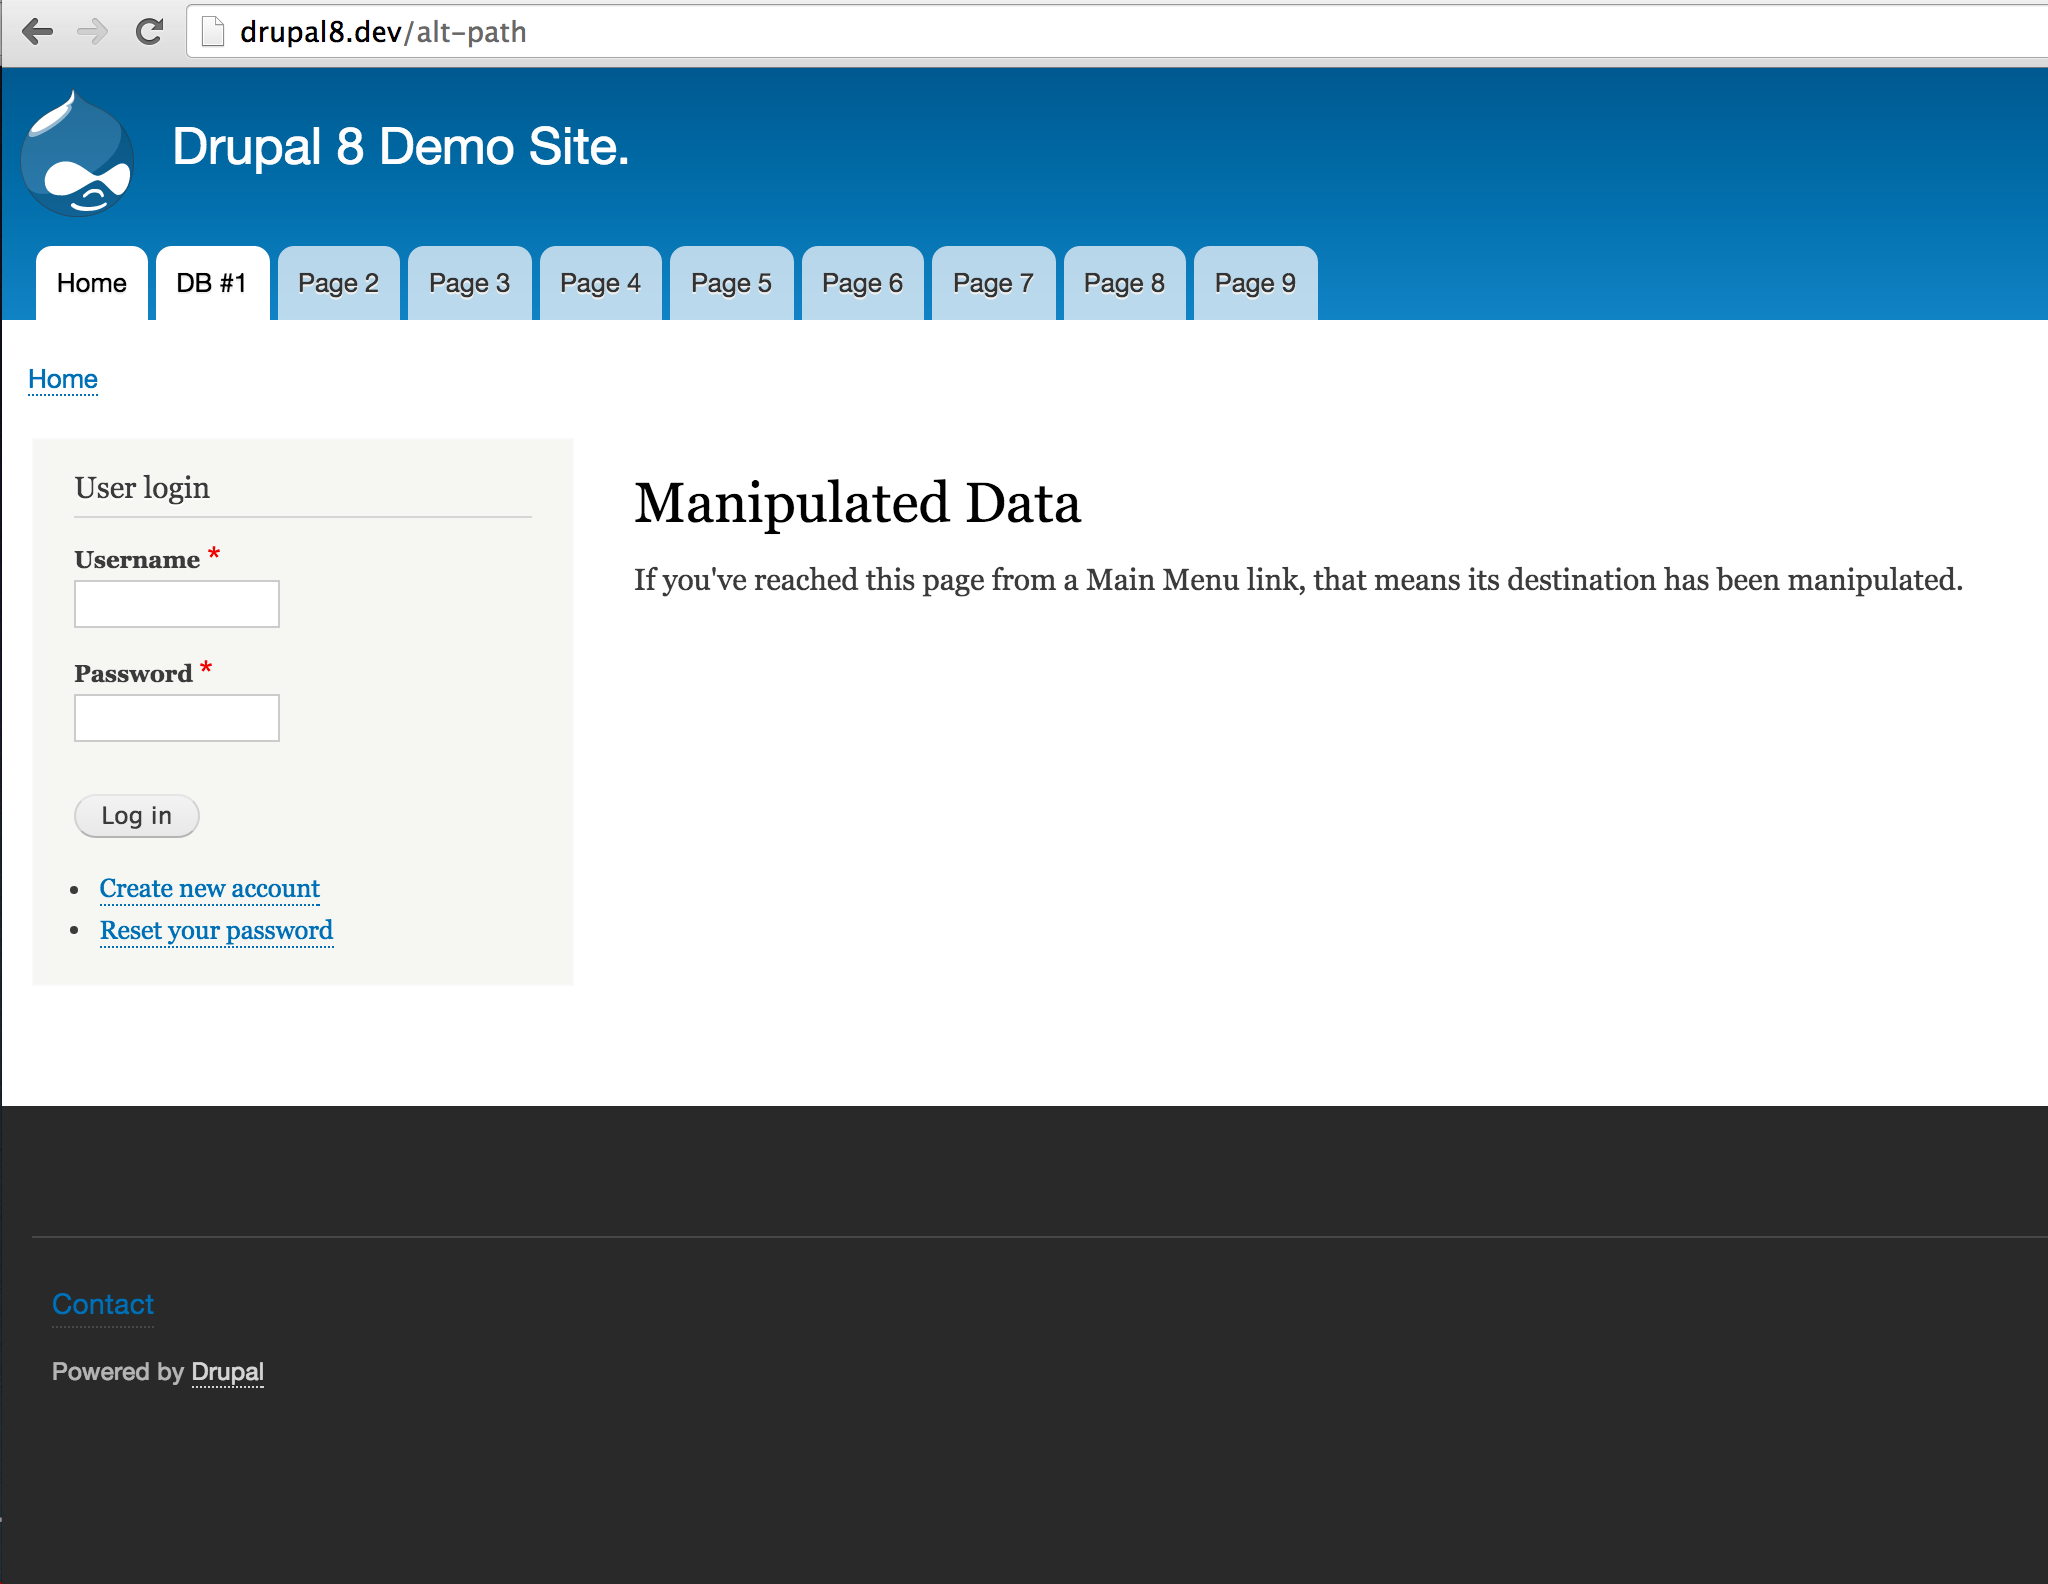 drupal8.dev/alt-path
Drupal 8 Demo Site.
Home DB #1 Page 2 Page 3 Page 4 Page 5 Page 6 Page 7 Page 8 Page 9
Home
User login
Username *
Password *
Log in
Create new account
Reset your password
Manipulated Data
If you've reached this page from a Main Menu link, that means its destination has been manipulated.
Contact
Powered by Drupal